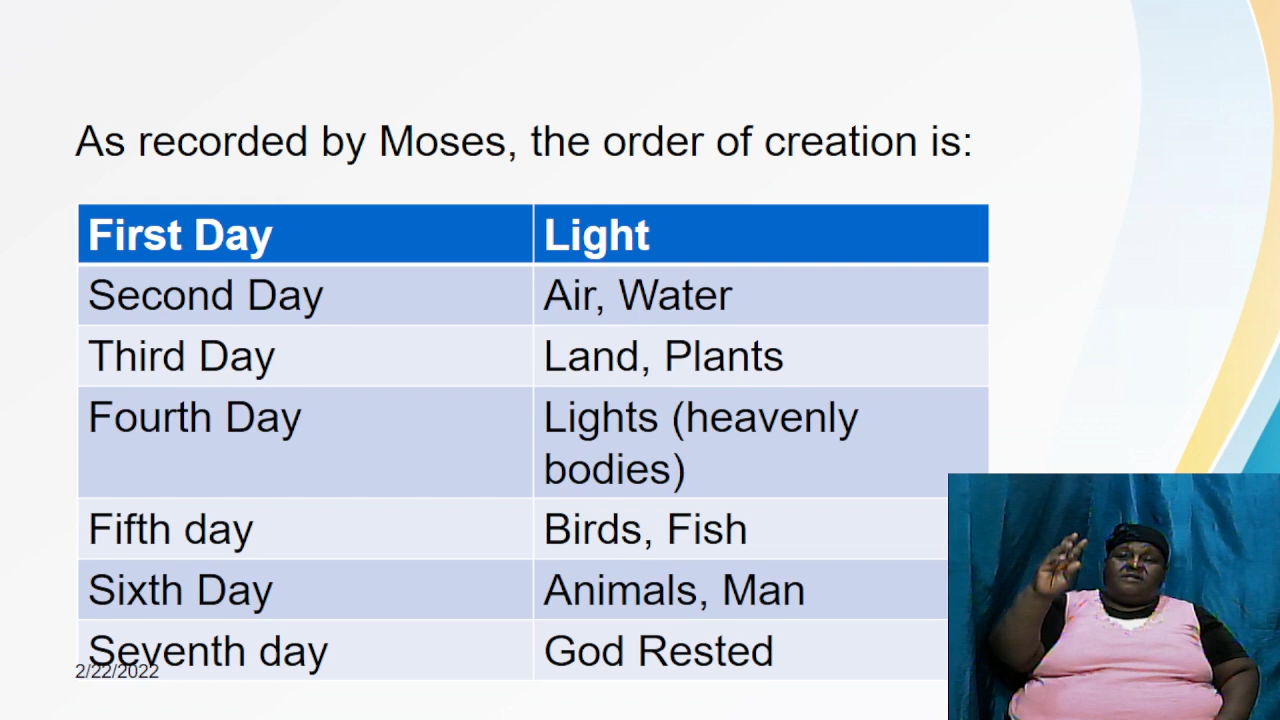 As recorded by Moses, the order of creation is:
First Day Light
Second Day Air, Water
Third Day Land, Plants
Fourth Day Lights (heavenly
bodies)
Fifth day Birds, Fish
Sixth Day Animals, Man
Seventh day God Rested
2/22/2022